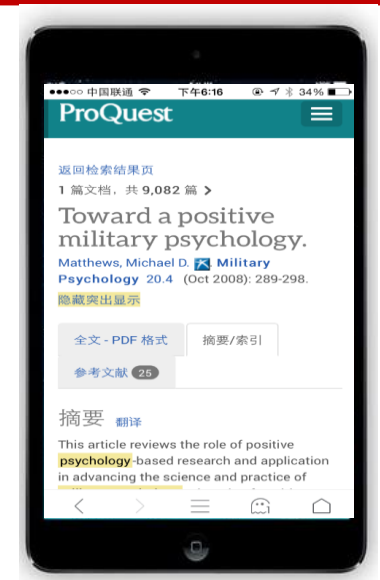 中国联通 下午6:16 34%
ProQuest
返回检索结果页
1 篇文档，共 9,082 篇
Toward a positive
military psychology.
Matthews, Michael D. Military
Psychology 20.4 (Oct 2008): 289-298.
隐藏突出显示
全文 - PDF 格式 摘要/索引
参考文献 25
摘要 翻译
This article reviews the role of positive
psychology-based research and application
in advancing the science and practice of